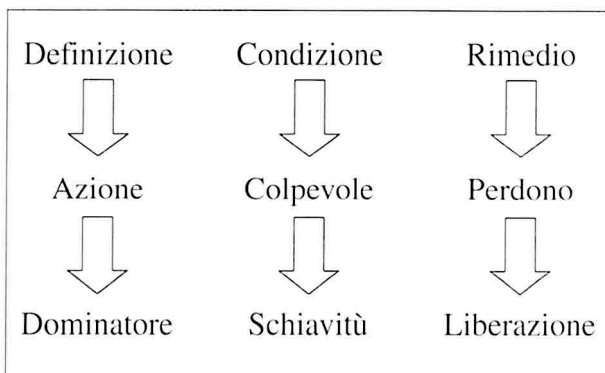 Definizione Condizione Rimedio
Azione Colpevole Perdono
Dominatore Schiavitù Liberazione